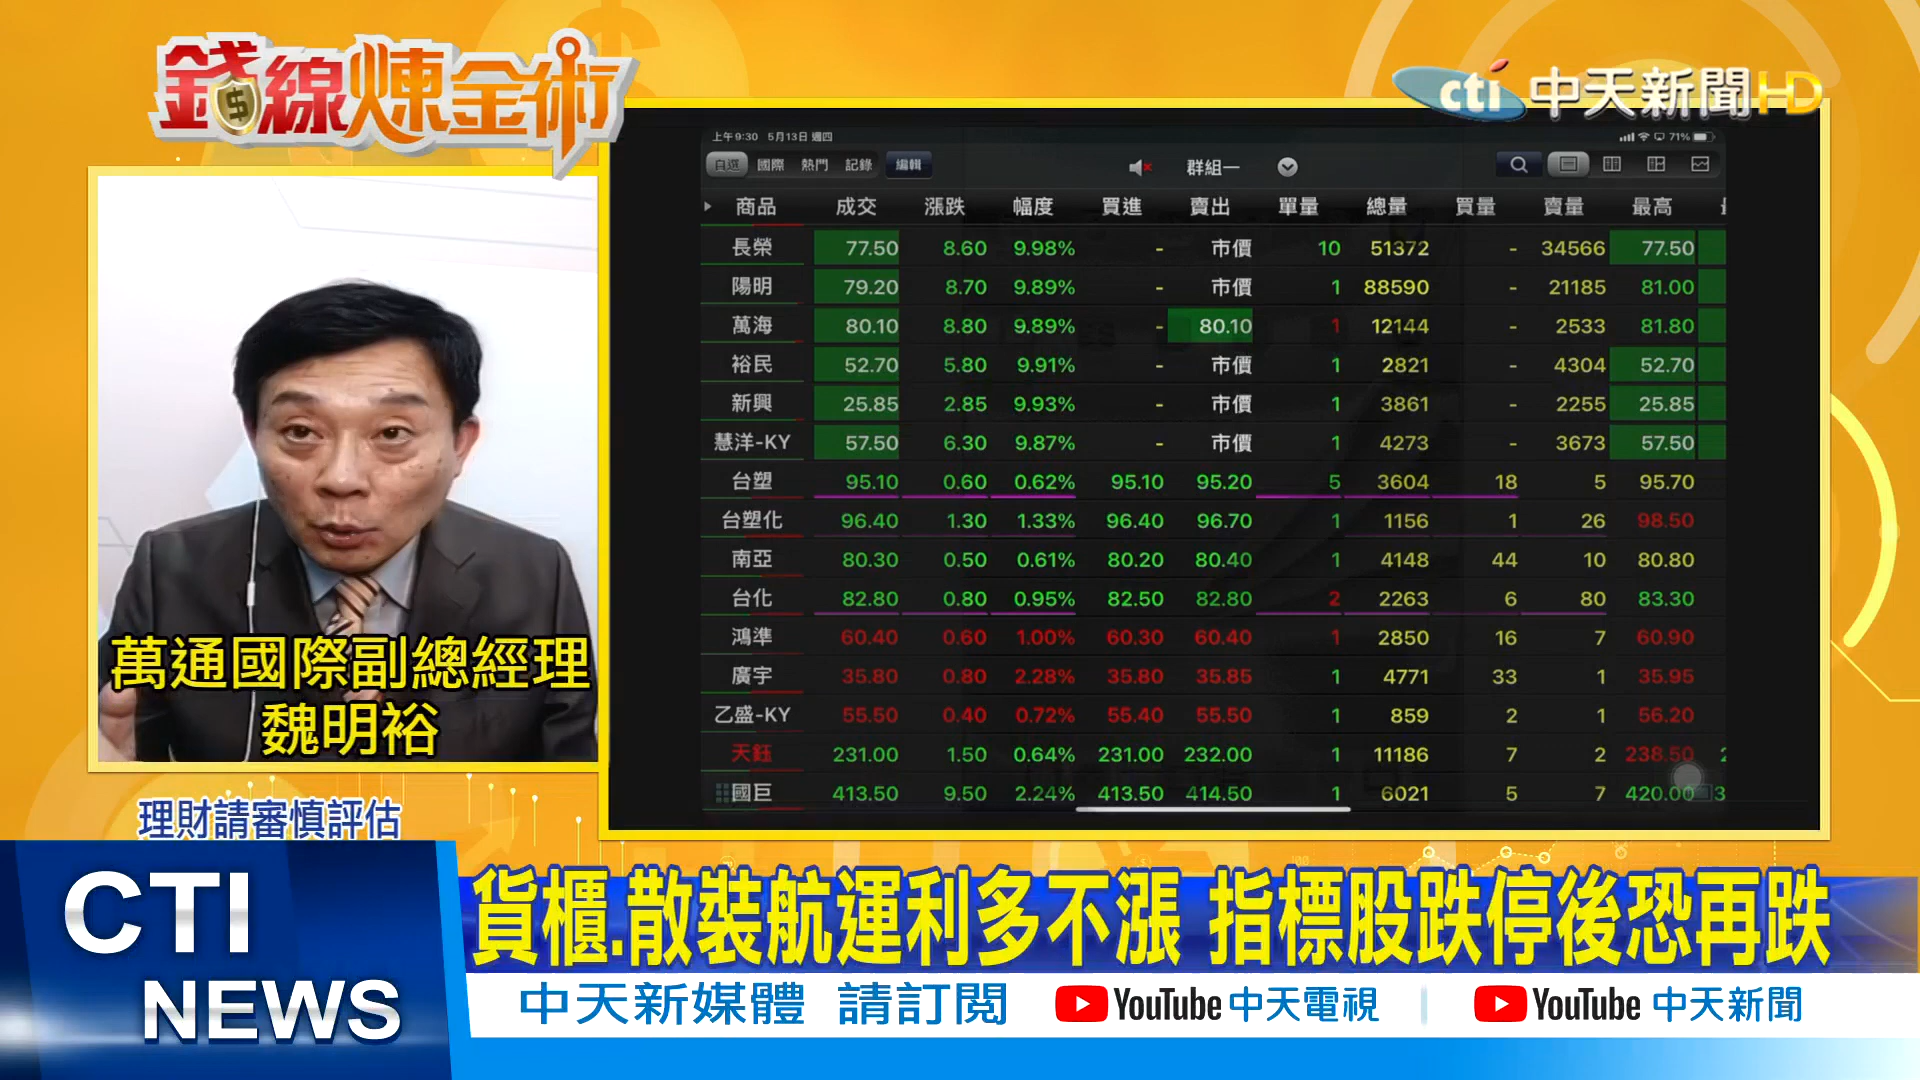 錢線煉金術
cti 中天新聞HD
上午9:30 5月13日 週四
71%
自選 國際 熱門 記錄 編輯
群組一
商品 成交 漲跌 幅度 買進 賣出 單量 總量 買量 賣量 最高
長榮 77.50 8.60 9.98% - 市價 10 51372 - 34566 77.50
陽明 79.20 8.70 9.89% - 市價 1 88590 - 21185 81.00
萬海 80.10 8.80 9.89% - 80.10 1 12144 - 2533 81.80
裕民 52.70 5.80 9.91% - 市價 1 2821 - 4304 52.70
新興 25.85 2.85 9.93% - 市價 1 3861 - 2255 25.85
慧洋-KY 57.50 6.30 9.87% - 市價 1 4273 - 3673 57.50
台塑 95.10 0.60 0.62% 95.10 95.20 5 3604 18 5 95.70
台塑化 96.40 1.30 1.33% 96.40 96.70 1 1156 1 26 98.50
南亞 80.30 0.50 0.61% 80.20 80.40 1 4148 44 10 80.80
台化 82.80 0.80 0.95% 82.50 82.80 2 2263 6 80 83.30
鴻準 60.40 0.60 1.00% 60.30 60.40 1 2850 16 7 60.90
廣宇 35.80 0.80 2.28% 35.80 35.85 1 4771 33 1 35.95
乙盛-KY 55.50 0.40 0.72% 55.40 55.50 1 859 2 1 56.20
天鈺 231.00 1.50 0.64% 231.00 232.00 1 11186 7 2 238.50
國巨 413.50 9.50 2.24% 413.50 414.50 1 6021 5 7 420.00
萬通國際副總經理
魏明裕
理財請審慎評估
CTI
NEWS
貨櫃.散裝航運利多不漲 指標股跌停後恐再跌
中天新媒體 請訂閱 YouTube 中天電視 | YouTube 中天新聞